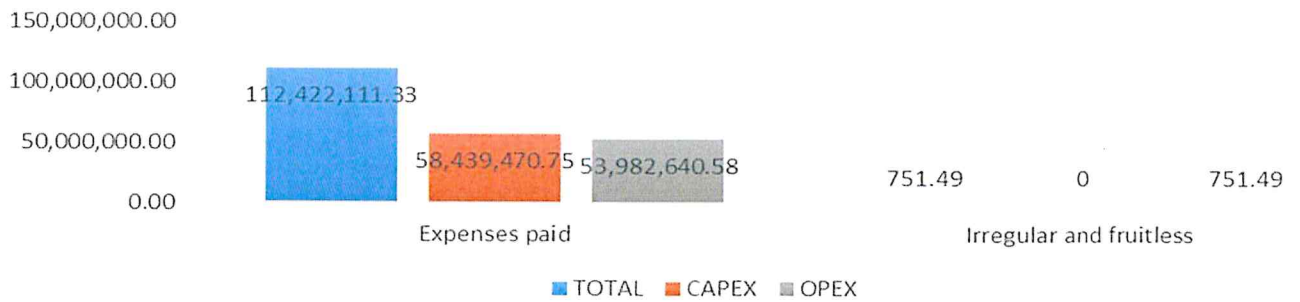 150,000,000.00
100,000,000.00
112,422,111.33
50,000,000.00
58,439,470.75 53,982,640.58
751.49 0 751.49
0.00
Expenses paid Irregular and fruitless
TOTAL CAPEX OPEX